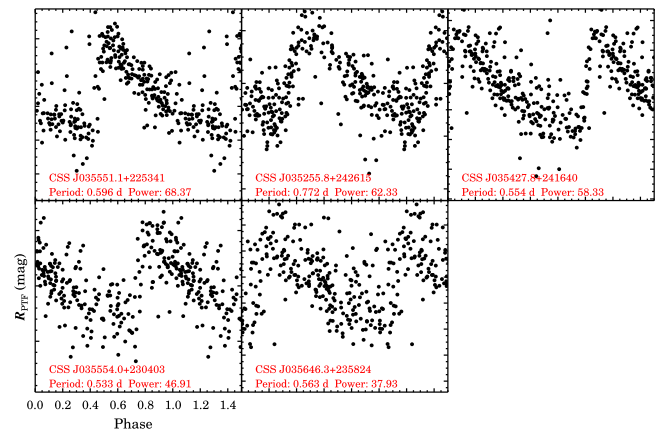 CSS J035551.1+225341
Period: 0.596 d Power: 68.37
CSS J035255.8+242615
Period: 0.772 d Power: 62.33
CSS J035427.8+241640
Period: 0.554 d Power: 58.33
R_PTF (mag)
CSS J035554.0+230403
Period: 0.533 d Power: 46.91
CSS J035646.3+235824
Period: 0.563 d Power: 37.93
0.0 0.2 0.4 0.6 0.8 1.0 1.2 1.4
Phase